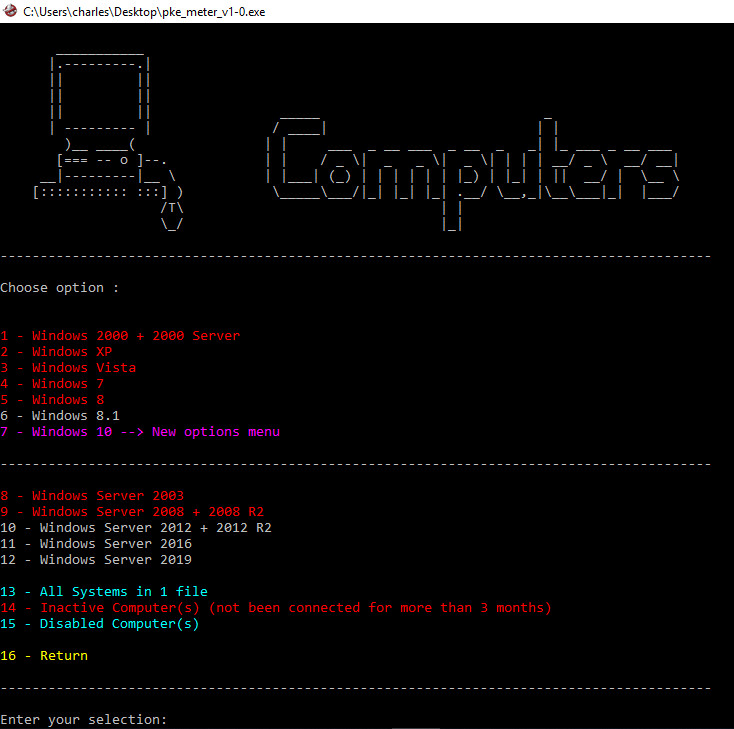 C:\Users\charles\Desktop\pke_meter_v1-0.exe
Computers
Choose option :
1 - Windows 2000 + 2000 Server
2 - Windows XP
3 - Windows Vista
4 - Windows 7
5 - Windows 8
6 - Windows 8.1
7 - Windows 10 --> New options menu
8 - Windows Server 2003
9 - Windows Server 2008 + 2008 R2
10 - Windows Server 2012 + 2012 R2
11 - Windows Server 2016
12 - Windows Server 2019
13 - All Systems in 1 file
14 - Inactive Computer(s) (not been connected for more than 3 months)
15 - Disabled Computer(s)
16 - Return
Enter your selection: